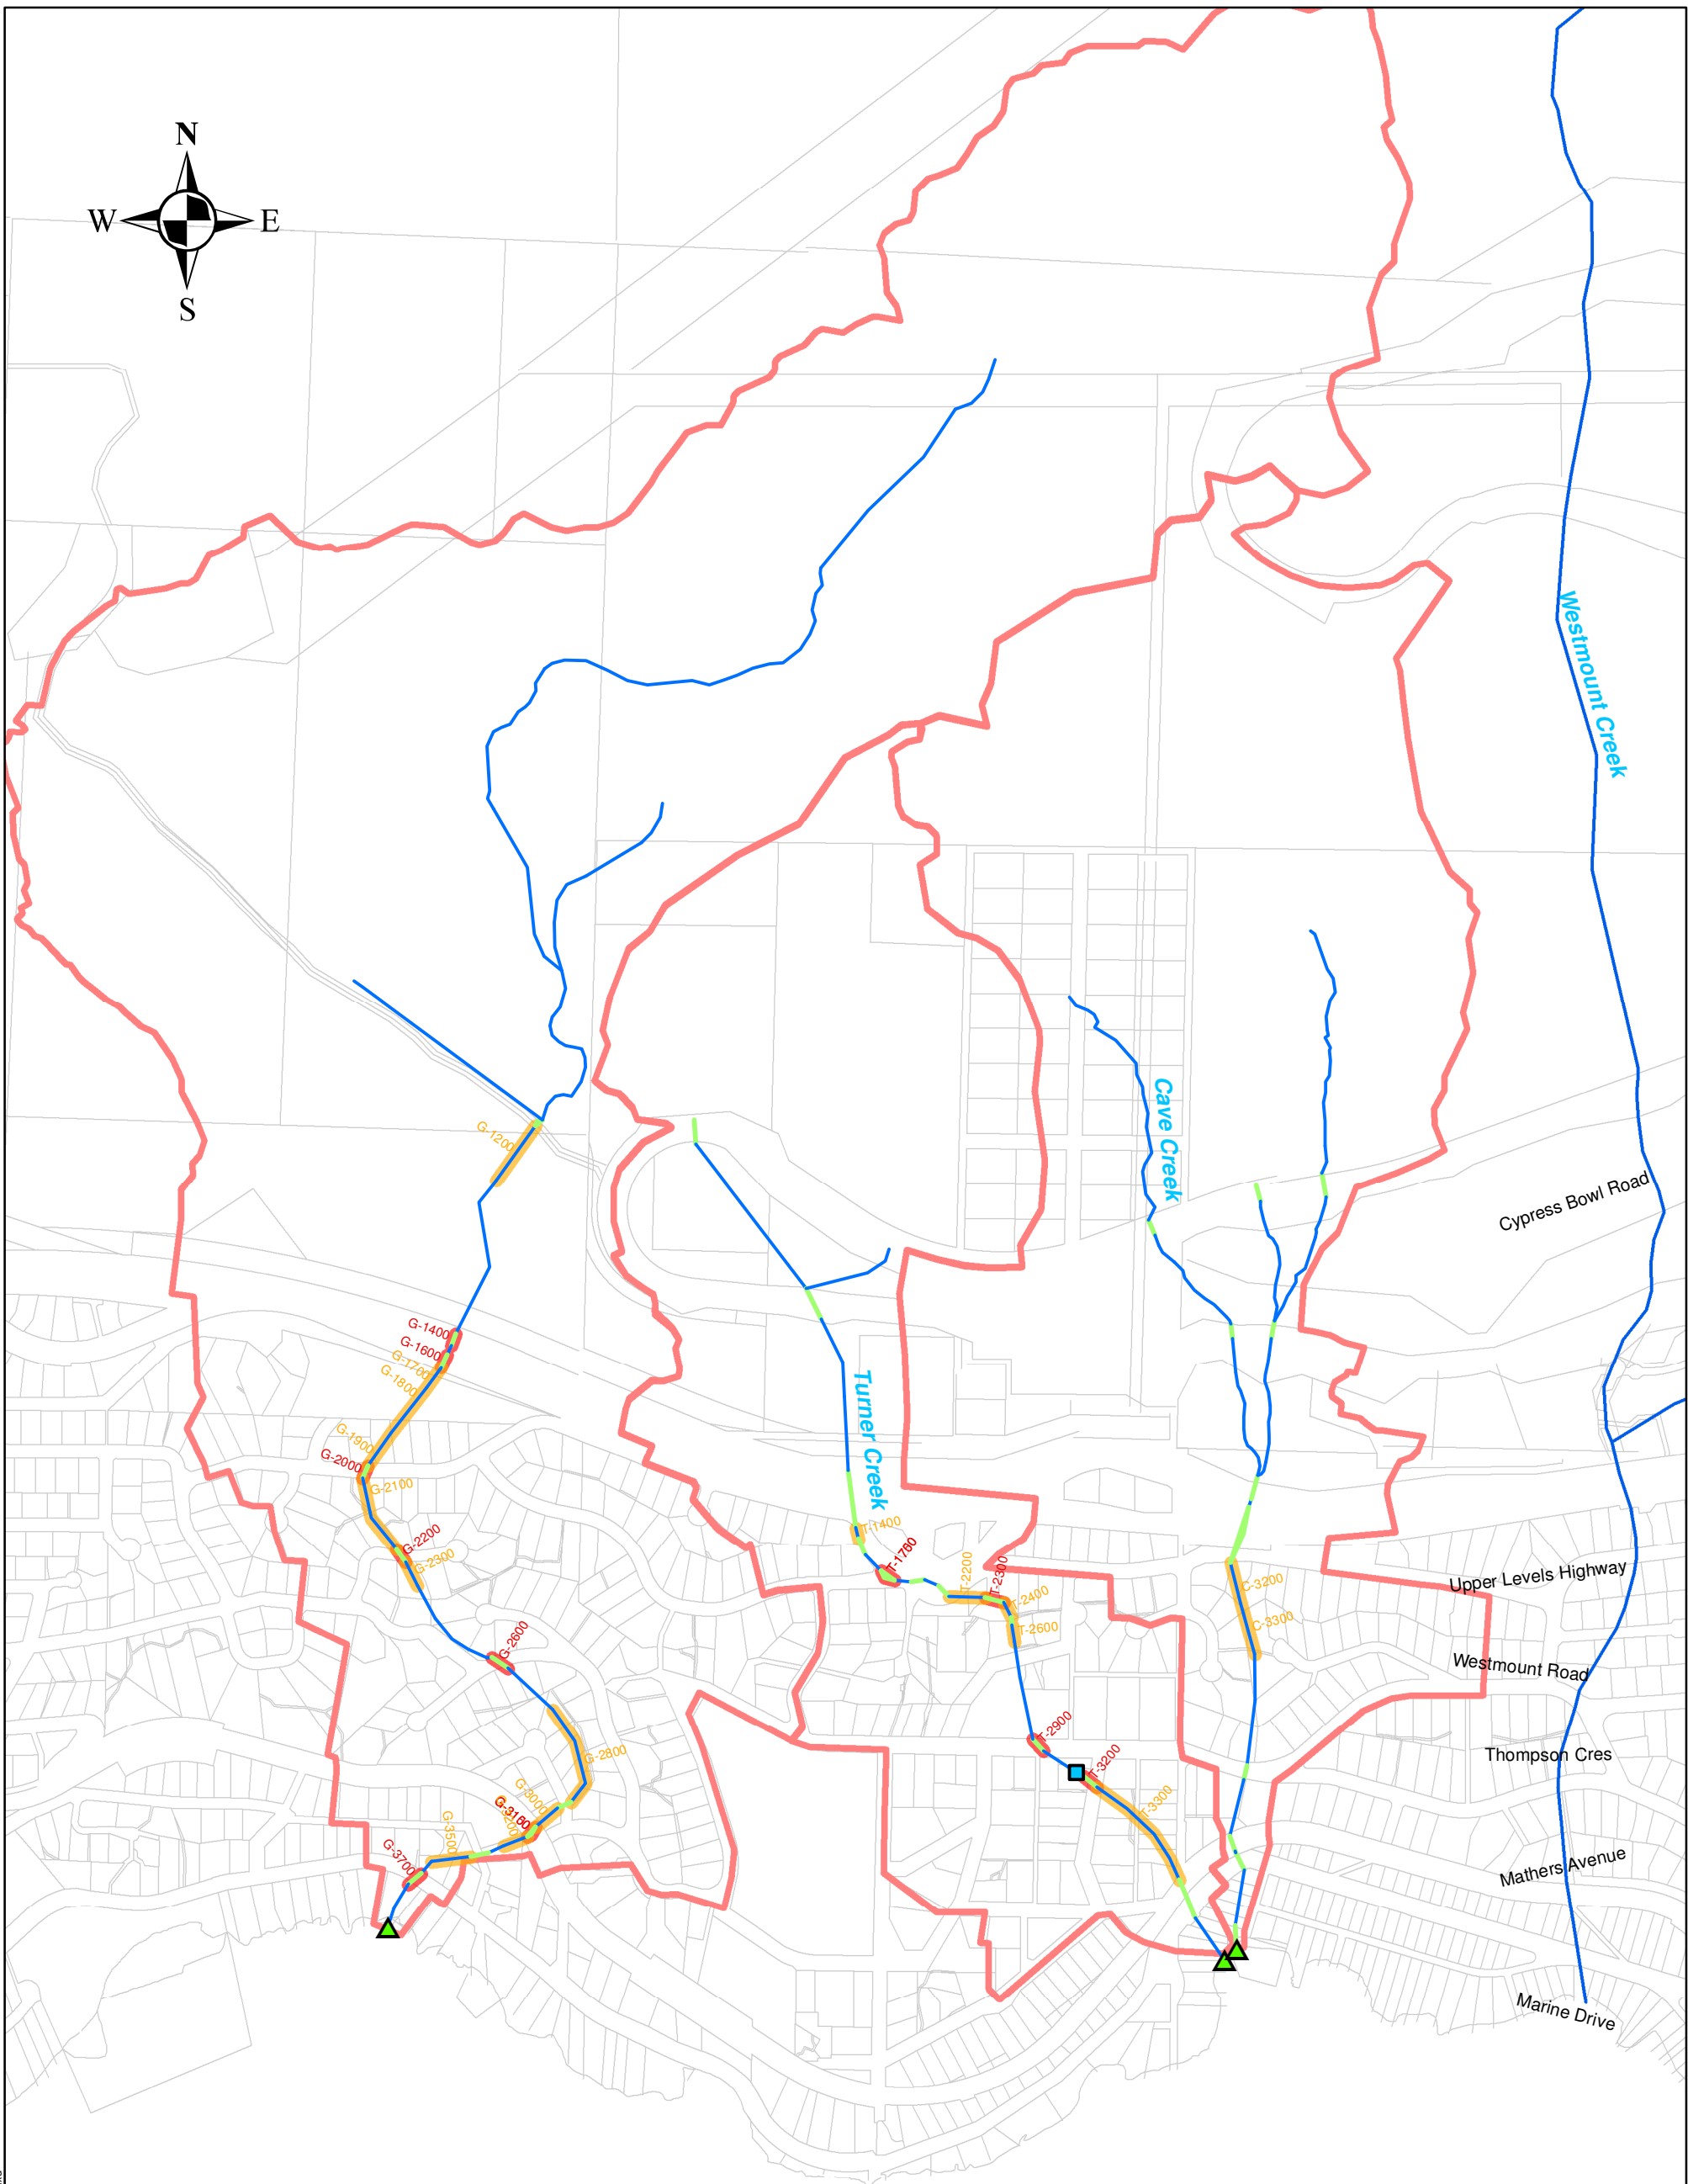 N
W
E
S
Westmount Creek
Cave Creek
G-1200
Cypress Bowl Road
G-1400
G-1600
G-1700
G-1800
Turner Creek
G-1900
G-2000
G-2100
T-1400
G-2200
G-2300
T-2200
T-2300
T-2400
T-2600
C-3200
C-3300
Upper Levels Highway
G-2600
Westmount Road
T-2900
G-2800
T-3200
Thompson Cres
G-3000
T-3300
G-3500
G-3700
Mathers Avenue
Marine Drive